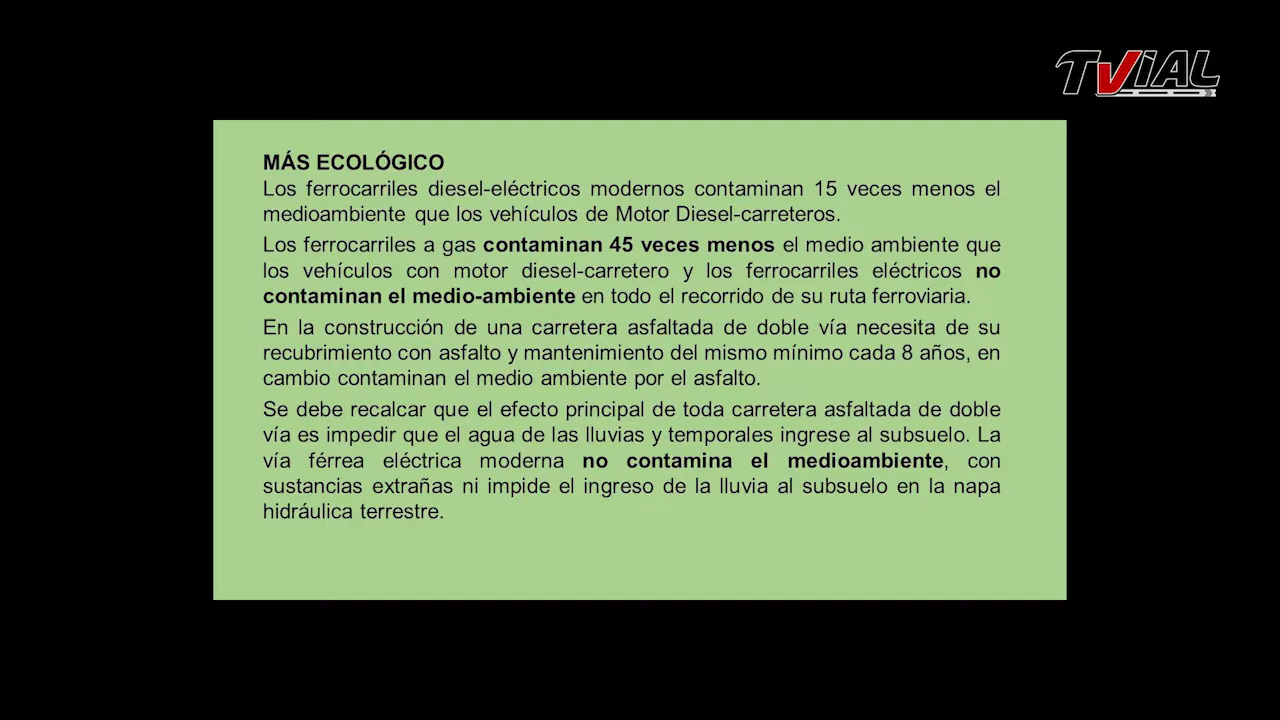 TVIAL
MÁS ECOLÓGICO
Los ferrocarriles diesel-eléctricos modernos contaminan 15 veces menos el
medioambiente que los vehículos de Motor Diesel-carreteros.
Los ferrocarriles a gas contaminan 45 veces menos el medio ambiente que
los vehículos con motor diesel-carretero y los ferrocarriles eléctricos no
contaminan el medio-ambiente en todo el recorrido de su ruta ferroviaria.
En la construcción de una carretera asfaltada de doble vía necesita de su
recubrimiento con asfalto y mantenimiento del mismo mínimo cada 8 años, en
cambio contaminan el medio ambiente por el asfalto.
Se debe recalcar que el efecto principal de toda carretera asfaltada de doble
vía es impedir que el agua de las lluvias y temporales ingrese al subsuelo. La
vía férrea eléctrica moderna no contamina el medioambiente, con
sustancias extrañas ni impide el ingreso de la lluvia al subsuelo en la napa
hidráulica terrestre.